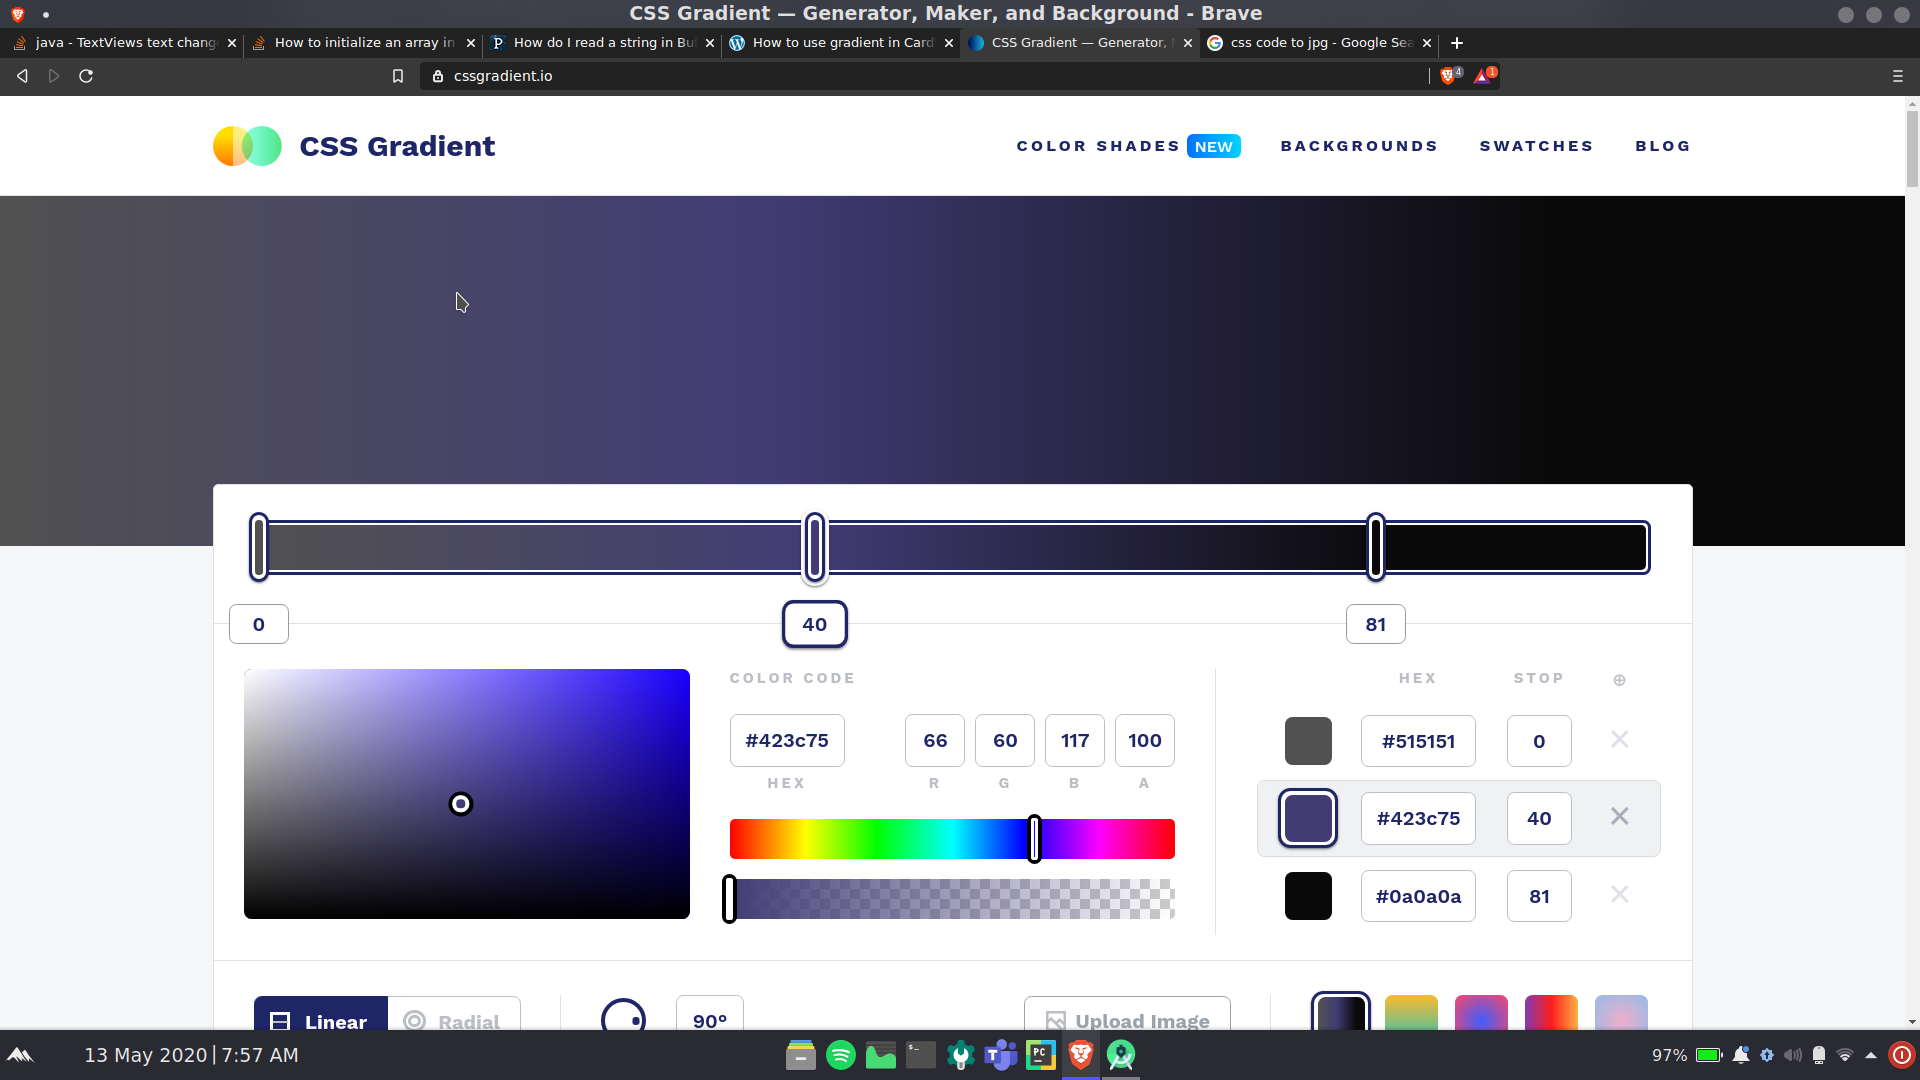 CSS Gradient — Generator, Maker, and Background - Brave
java - TextViews text chang
How to initialize an array in
How do I read a string in Bu
How to use gradient in Card
CSS Gradient — Generator,
css code to jpg - Google Sea
cssgradient.io
4
1
CSS Gradient
COLOR SHADES NEW BACKGROUNDS SWATCHES BLOG
0 40 81
COLOR CODE
HEX STOP
#423c75 66 60 117 100
HEX R G B A
#515151 0
#423c75 40
#0a0a0a 81
Linear Radial 90° Upload Image
13 May 2020 | 7:57 AM
PC
97%